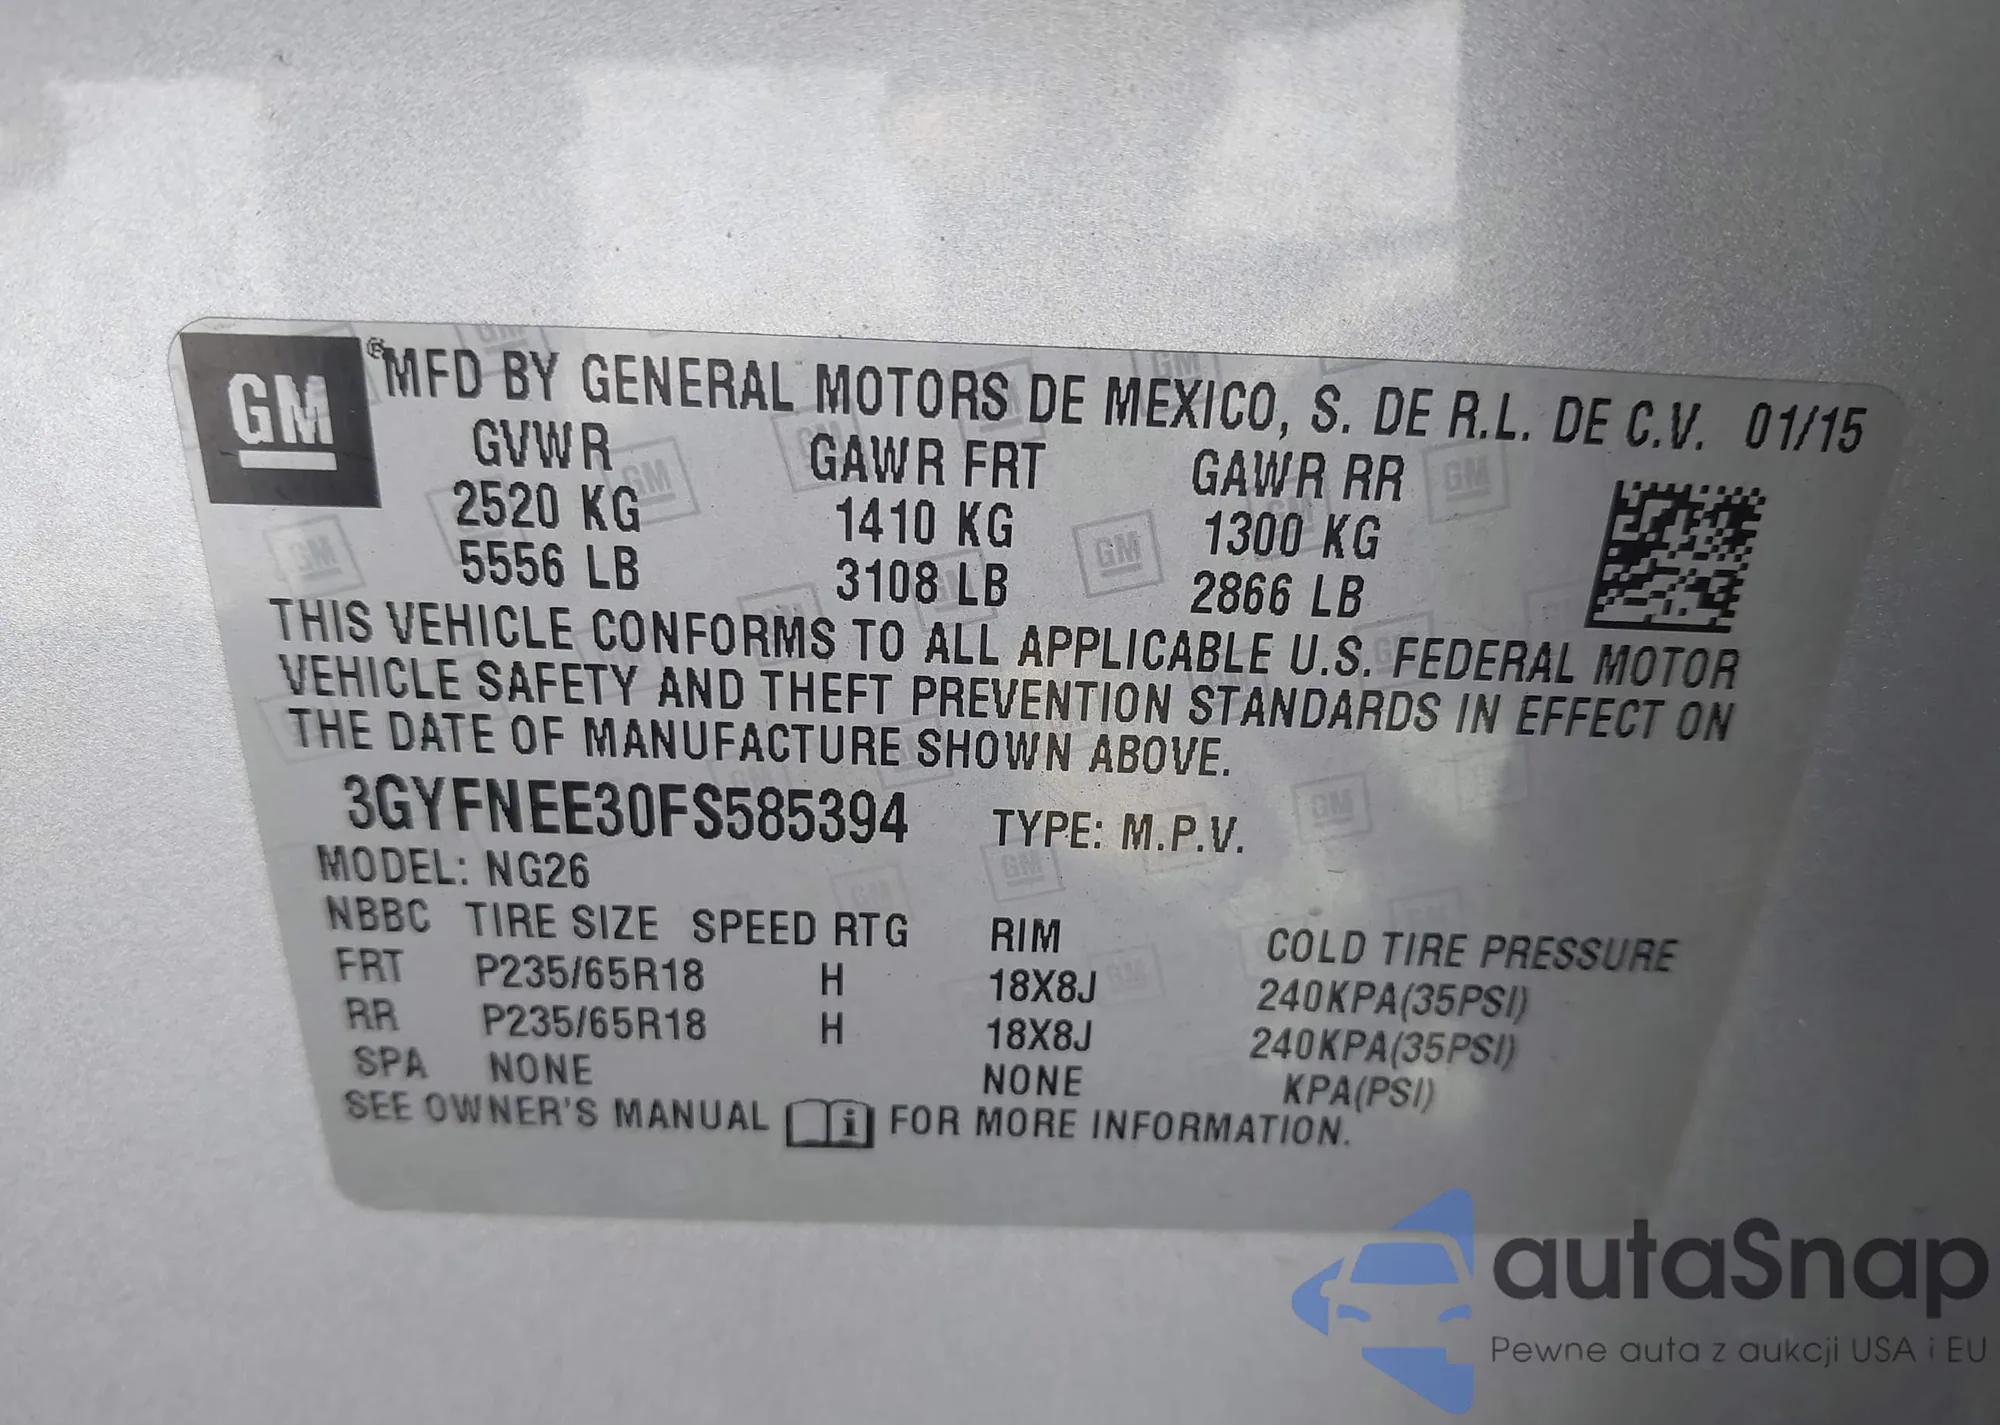 GM
®MFD BY GENERAL MOTORS DE MEXICO, S. DE R.L. DE C.V. 01/15
GVWR GAWR FRT GAWR RR
2520 KG 1410 KG 1300 KG
5556 LB 3108 LB 2866 LB
THIS VEHICLE CONFORMS TO ALL APPLICABLE U.S. FEDERAL MOTOR
VEHICLE SAFETY AND THEFT PREVENTION STANDARDS IN EFFECT ON
THE DATE OF MANUFACTURE SHOWN ABOVE.
3GYFNEE30FS585394 TYPE: M.P.V.
MODEL: NG26
NBBC TIRE SIZE SPEED RTG RIM COLD TIRE PRESSURE
FRT P235/65R18 H 18X8J 240KPA(35PSI)
RR P235/65R18 H 18X8J 240KPA(35PSI)
SPA NONE NONE KPA(PSI)
SEE OWNER'S MANUAL i FOR MORE INFORMATION.
autaSnap
Pewne auta z aukcji USA i EU